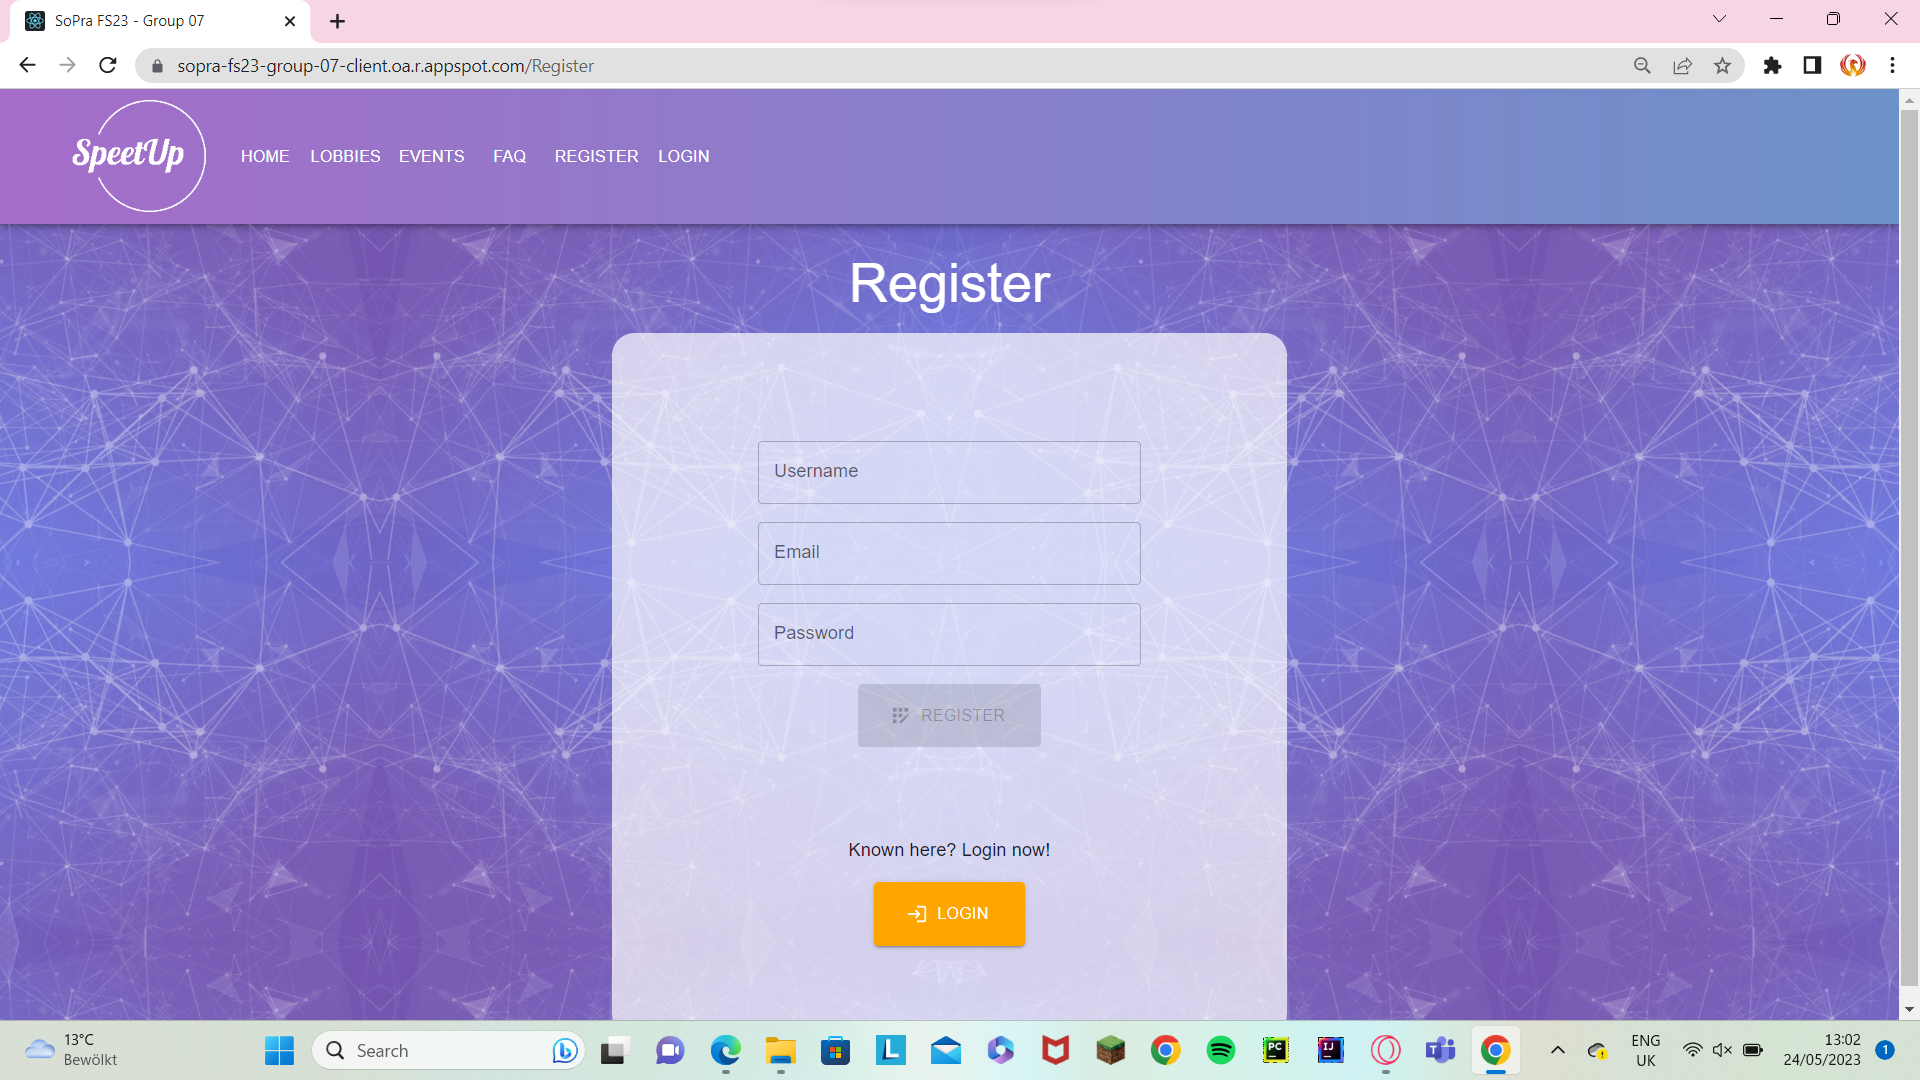 SoPra FS23 - Group 07
sopra-fs23-group-07-client.oa.r.appspot.com/Register
SpeetUp
HOME LOBBIES EVENTS FAQ REGISTER LOGIN
Register
Username
Email
Password
REGISTER
Known here? Login now!
LOGIN
13°C
Bewölkt
Search
L
PC
IJ
T
ENG
UK
13:02
24/05/2023
1